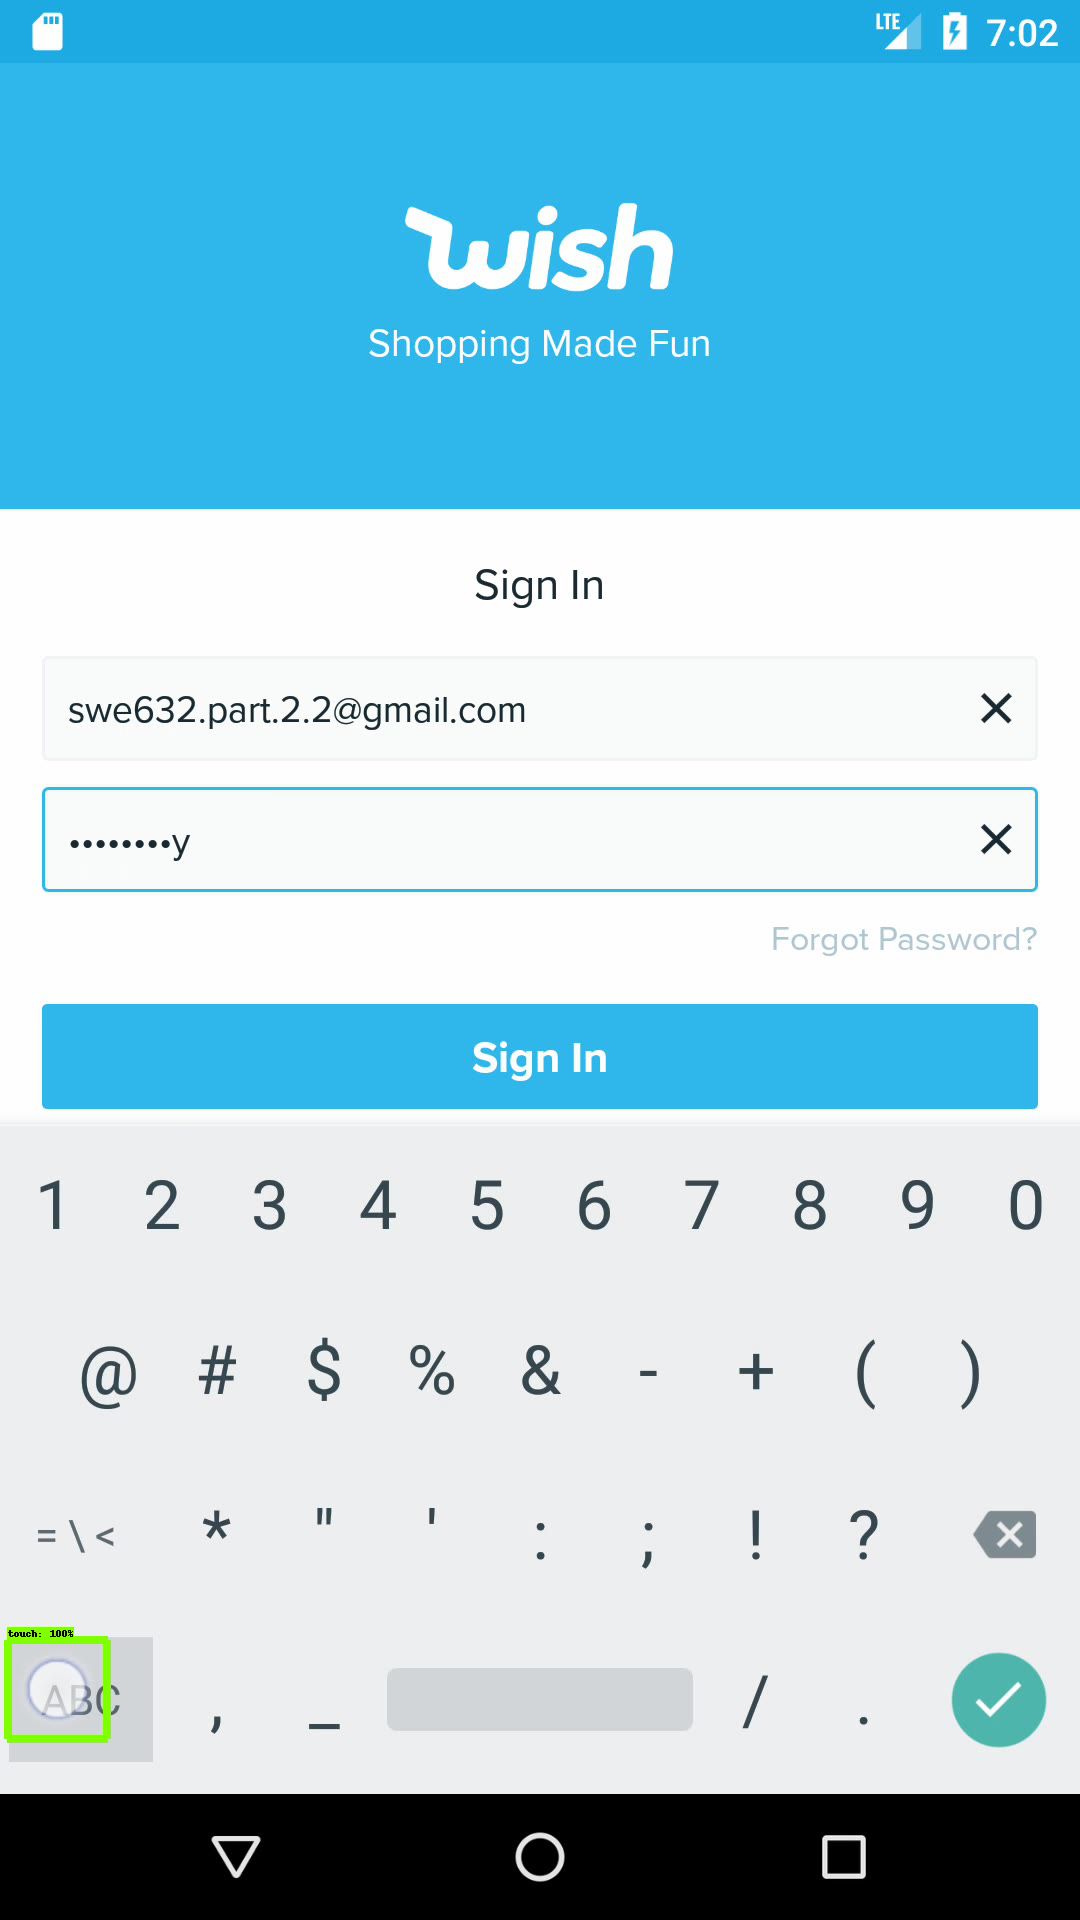 LTE 7:02
wish
Shopping Made Fun
Sign In
swe632.part.2.2@gmail.com
••••••••y
Forgot Password?
Sign In
1 2 3 4 5 6 7 8 9 0
@ # $ % & - + ( )
= \ < * " ' : ; ! ?
touch: 100%
ABC , _ / .